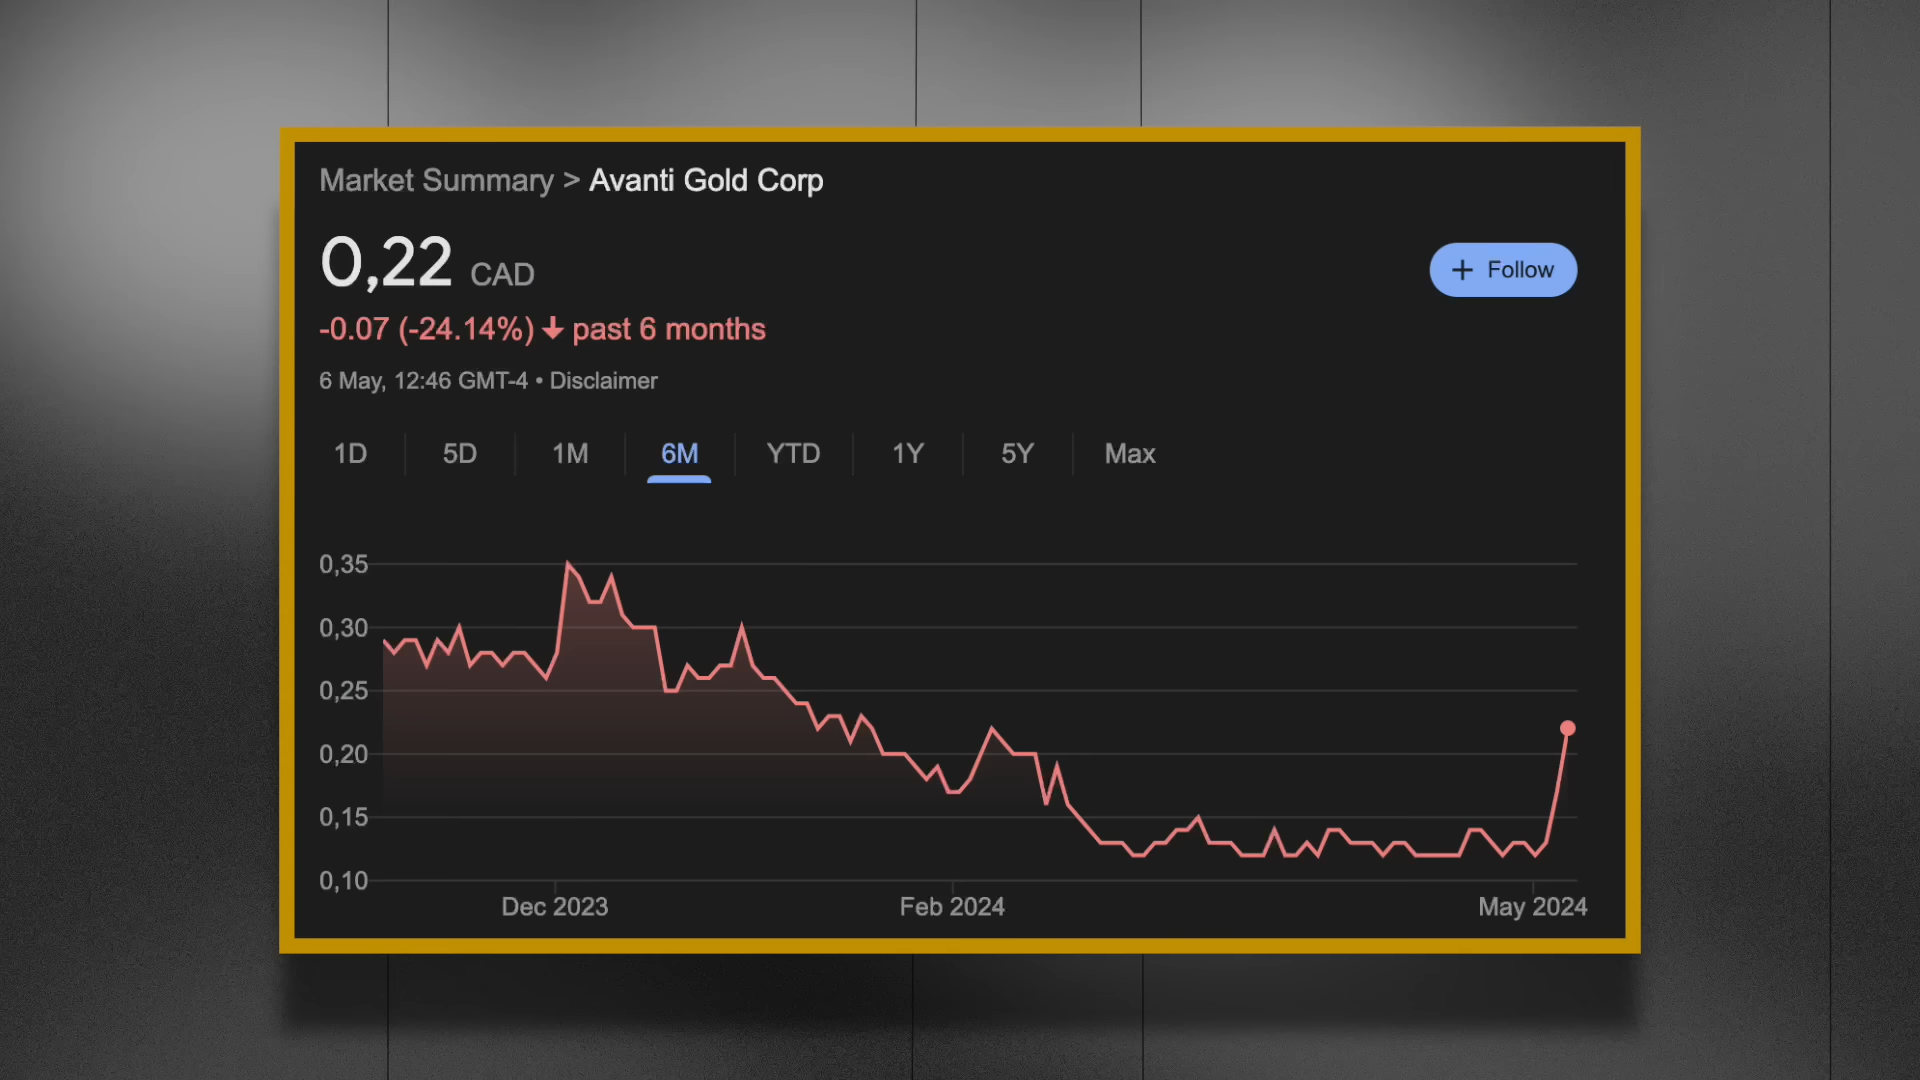 Market Summary > Avanti Gold Corp
0,22 CAD
+ Follow
-0.07 (-24.14%) ↓ past 6 months
6 May, 12:46 GMT-4 • Disclaimer
1D 5D 1M 6M YTD 1Y 5Y Max
0,35
0,30
0,25
0,20
0,15
0,10
Dec 2023 Feb 2024 May 2024